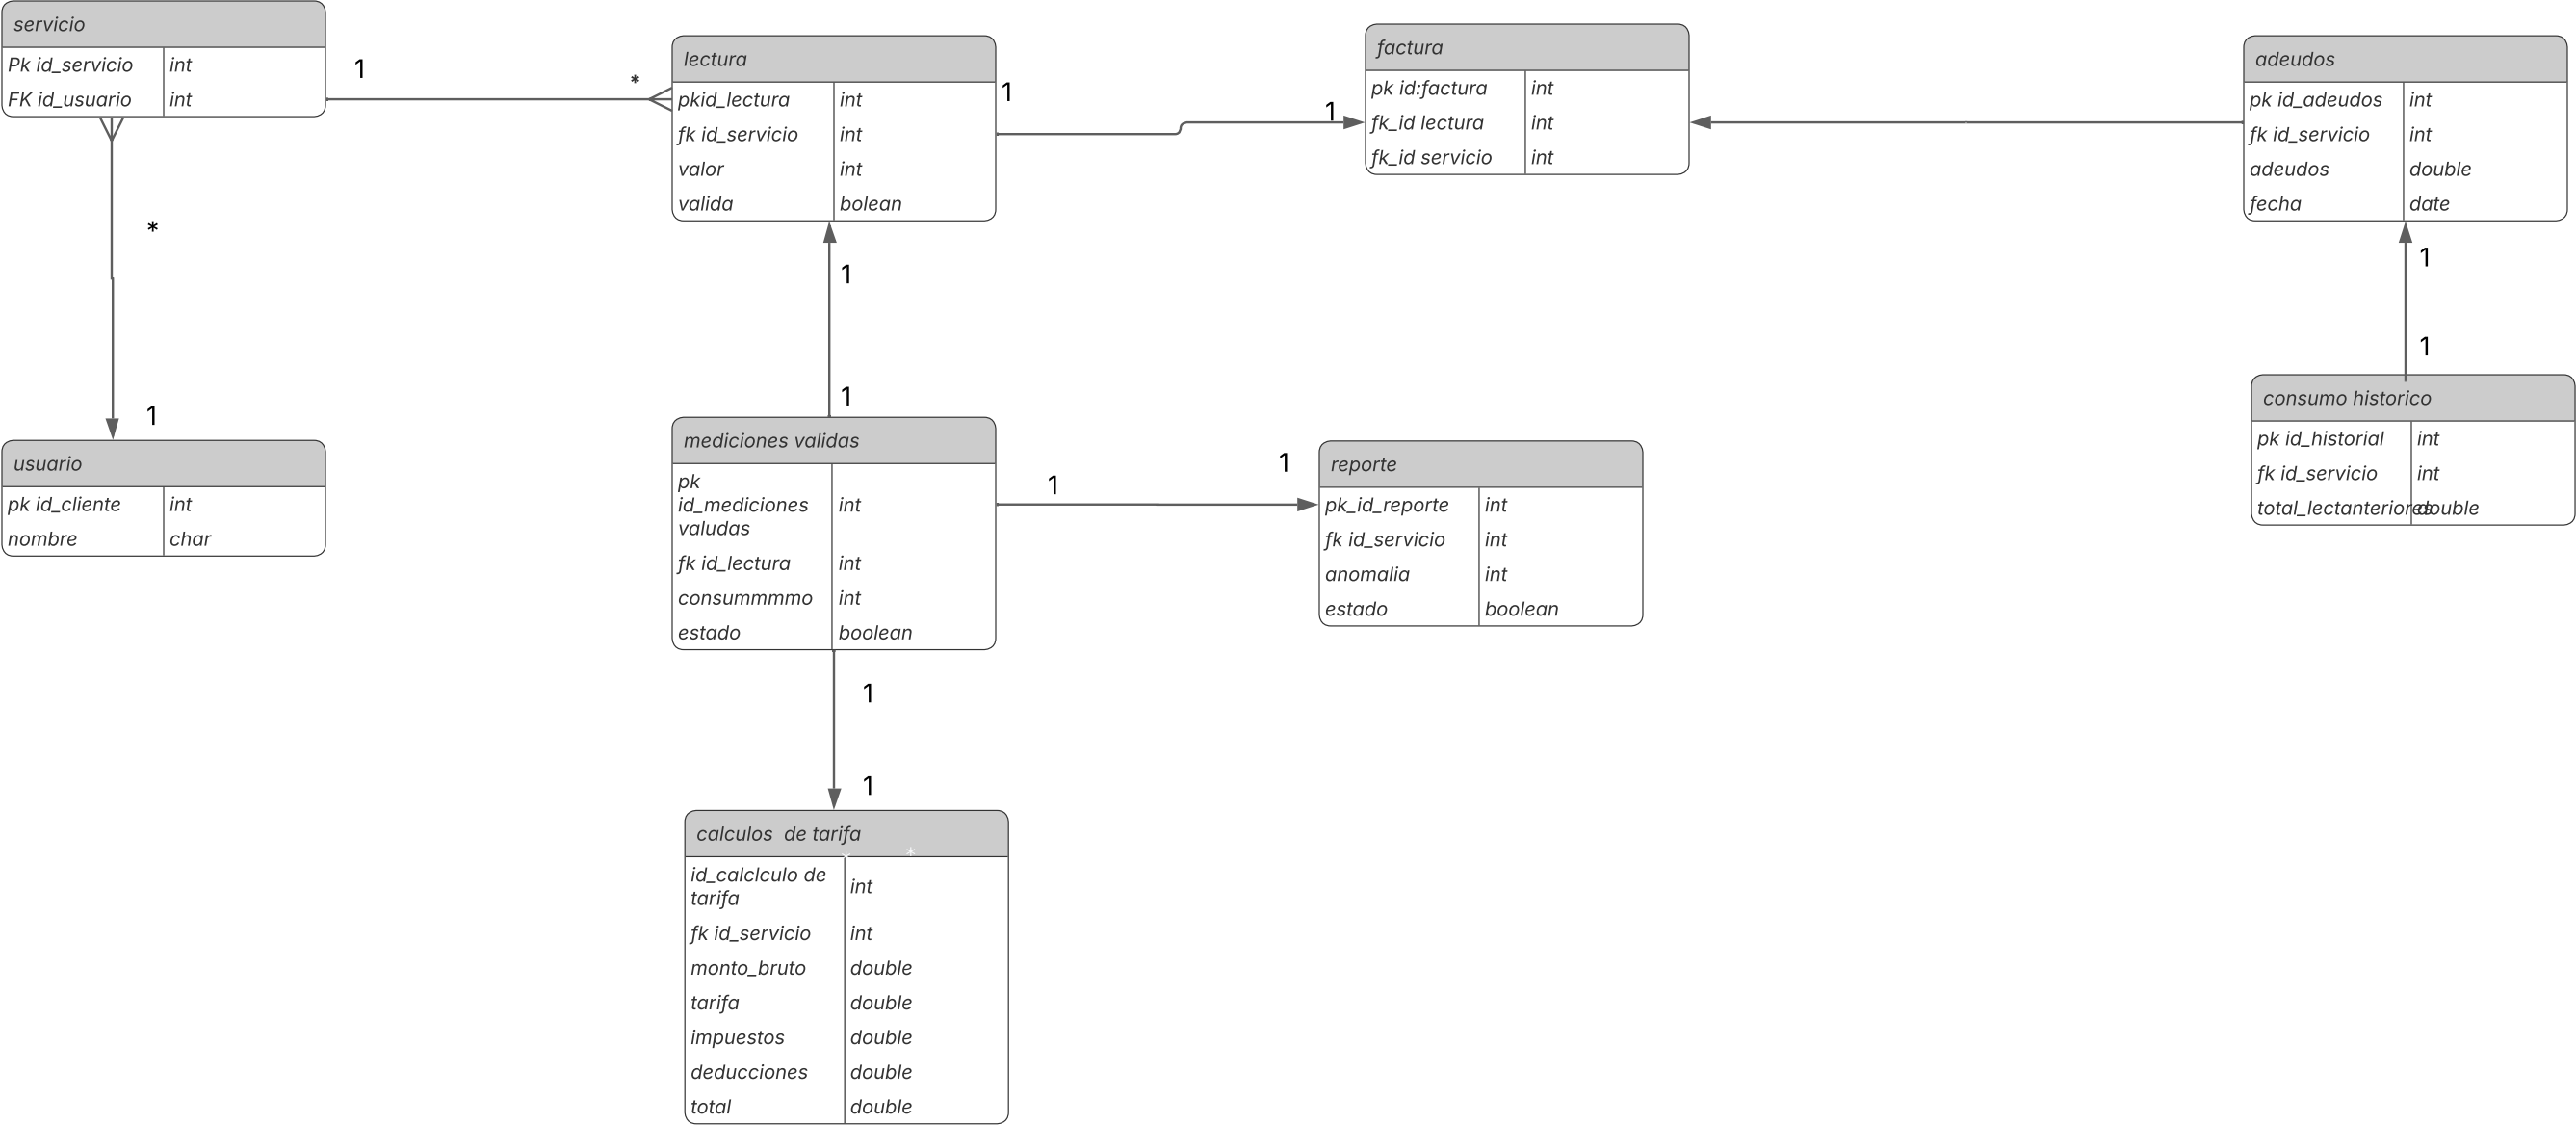 servicio
Pk id_servicio int
FK id_usuario int
1
*
lectura
pkid_lectura int
fk id_servicio int
valor int
valida bolean
1
1
factura
pk id:factura int
fk_id lectura int
fk_id servicio int
adeudos
pk id_adeudos int
fk id_servicio int
adeudos double
fecha date
*
1
1
1
1
1
usuario
pk id_cliente int
nombre char
mediciones validas
pk
id_mediciones int
valudas
fk id_lectura int
consummmmo int
estado boolean
1
1
reporte
pk_id_reporte int
fk id_servicio int
anomalia int
estado boolean
consumo historico
pk id_historial int
fk id_servicio int
total_lectanteriores double
1
1
calculos de tarifa
* *
id_calclculo de
tarifa int
fk id_servicio int
monto_bruto double
tarifa double
impuestos double
deducciones double
total double